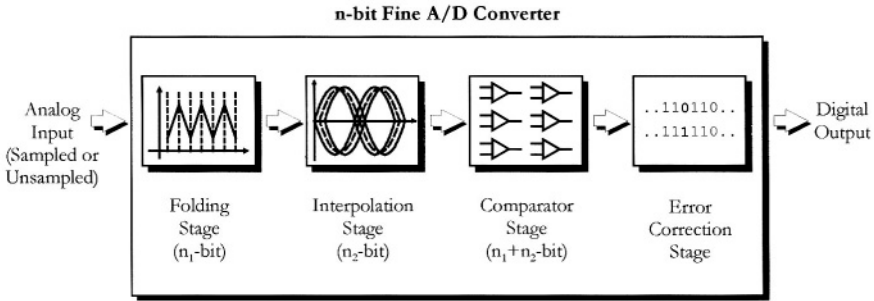 n-bit Fine A/D Converter
Analog
Input
(Sampled or
Unsampled)
..110110..
..111110..
Digital
Output
Folding
Stage
(n₁-bit)
Interpolation
Stage
(n₂-bit)
Comparator
Stage
(n₁+n₂-bit)
Error
Correction
Stage